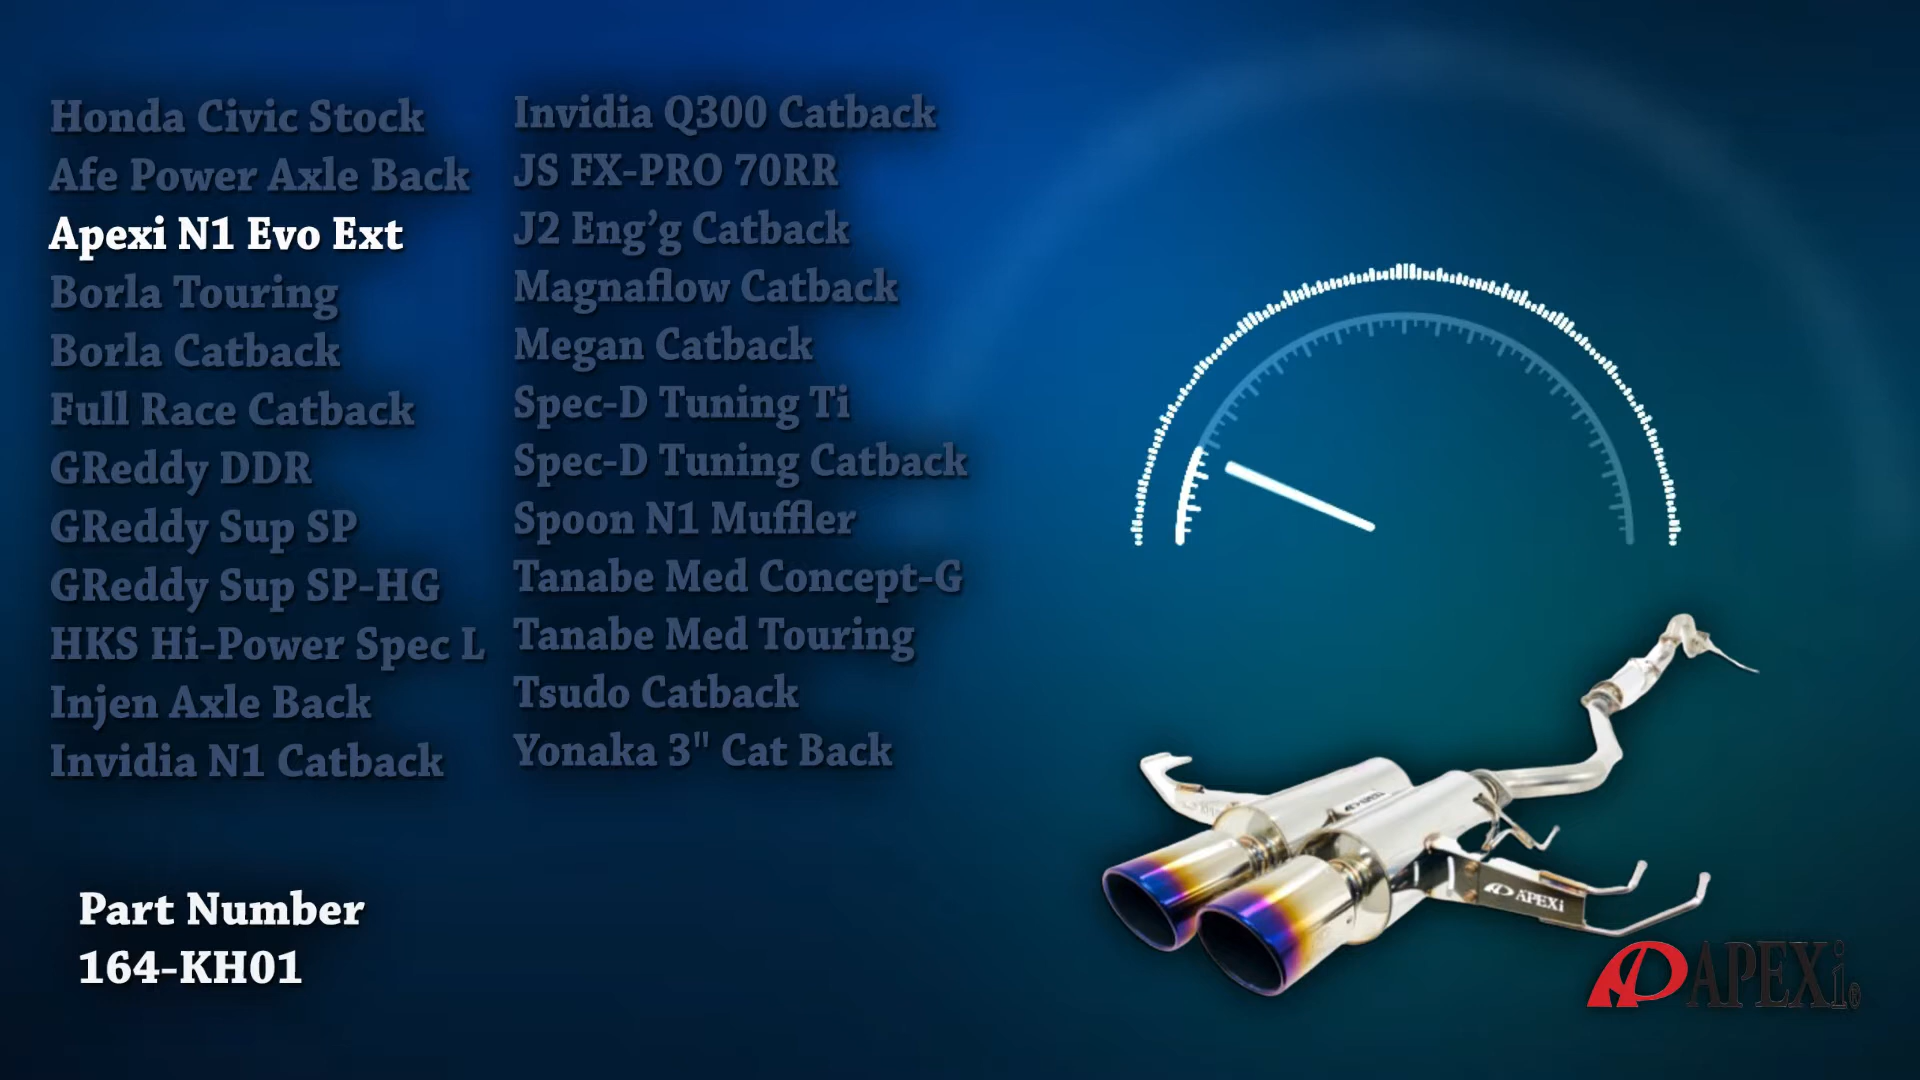 Honda Civic Stock
Afe Power Axle Back
Apexi N1 Evo Ext
Borla Touring
Borla Catback
Full Race Catback
GReddy DDR
GReddy Sup SP
GReddy Sup SP-HG
HKS Hi-Power Spec L
Injen Axle Back
Invidia N1 Catback
Invidia Q300 Catback
JS FX-PRO 70RR
J2 Eng’g Catback
Magnaflow Catback
Megan Catback
Spec-D Tuning Ti
Spec-D Tuning Catback
Spoon N1 Muffler
Tanabe Med Concept-G
Tanabe Med Touring
Tsudo Catback
Yonaka 3" Cat Back
Part Number
164-KH01
APEXi
APEXi
APEXi®